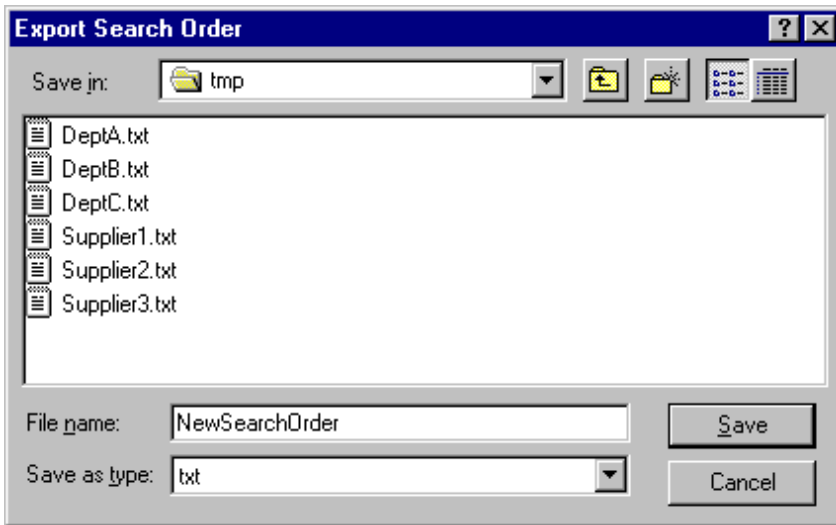 Export Search Order
Save in: tmp
DeptA.txt
DeptB.txt
DeptC.txt
Supplier1.txt
Supplier2.txt
Supplier3.txt
File name: NewSearchOrder Save
Save as type: txt Cancel